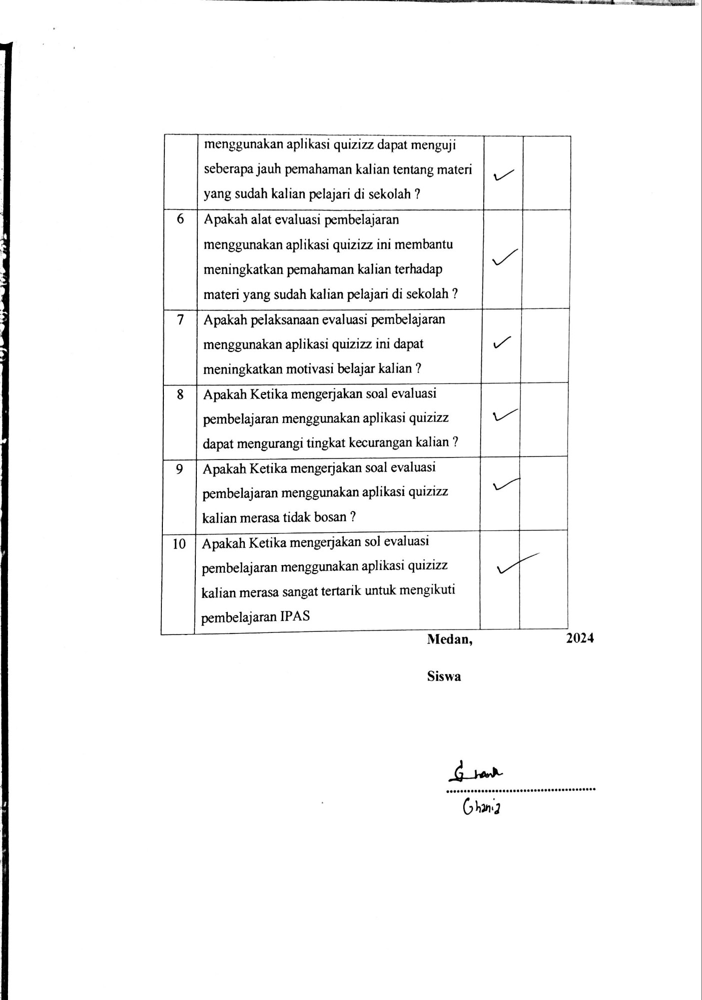 menggunakan aplikasi quizizz dapat menguji
seberapa jauh pemahaman kalian tentang materi
yang sudah kalian pelajari di sekolah ?
6 Apakah alat evaluasi pembelajaran
menggunakan aplikasi quizizz ini membantu
meningkatkan pemahaman kalian terhadap
materi yang sudah kalian pelajari di sekolah ?
7 Apakah pelaksanaan evaluasi pembelajaran
menggunakan aplikasi quizizz ini dapat
meningkatkan motivasi belajar kalian ?
8 Apakah Ketika mengerjakan soal evaluasi
pembelajaran menggunakan aplikasi quizizz
dapat mengurangi tingkat kecurangan kalian ?
9 Apakah Ketika mengerjakan soal evaluasi
pembelajaran menggunakan aplikasi quizizz
kalian merasa tidak bosan ?
10 Apakah Ketika mengerjakan sol evaluasi
pembelajaran menggunakan aplikasi quizizz
kalian merasa sangat tertarik untuk mengikuti
pembelajaran IPAS
Medan, 2024
Siswa
Ghania